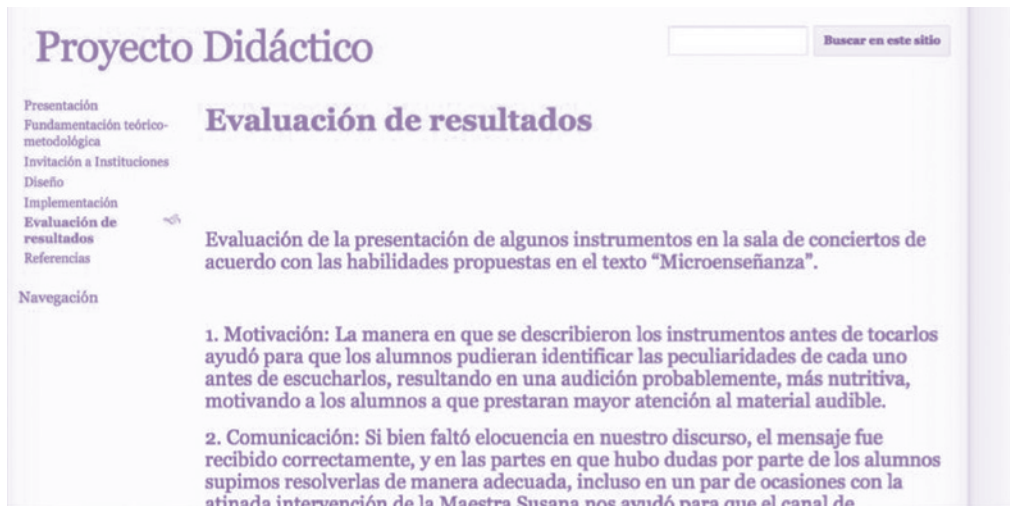 Proyecto Didáctico
Buscar en este sitio
Presentación
Fundamentación teórico-
metodológica
Invitación a Instituciones
Diseño
Implementación
Evaluación de
resultados
Referencias
Navegación
Evaluación de resultados
Evaluación de la presentación de algunos instrumentos en la sala de conciertos de
acuerdo con las habilidades propuestas en el texto “Microenseñanza”.
1. Motivación: La manera en que se describieron los instrumentos antes de tocarlos
ayudó para que los alumnos pudieran identificar las peculiaridades de cada uno
antes de escucharlos, resultando en una audición probablemente, más nutritiva,
motivando a los alumnos a que prestaran mayor atención al material audible.
2. Comunicación: Si bien faltó elocuencia en nuestro discurso, el mensaje fue
recibido correctamente, y en las partes en que hubo dudas por parte de los alumnos
supimos resolverlas de manera adecuada, incluso en un par de ocasiones con la
atinada intervención de la Maestra Susana nos ayudó para que el canal de